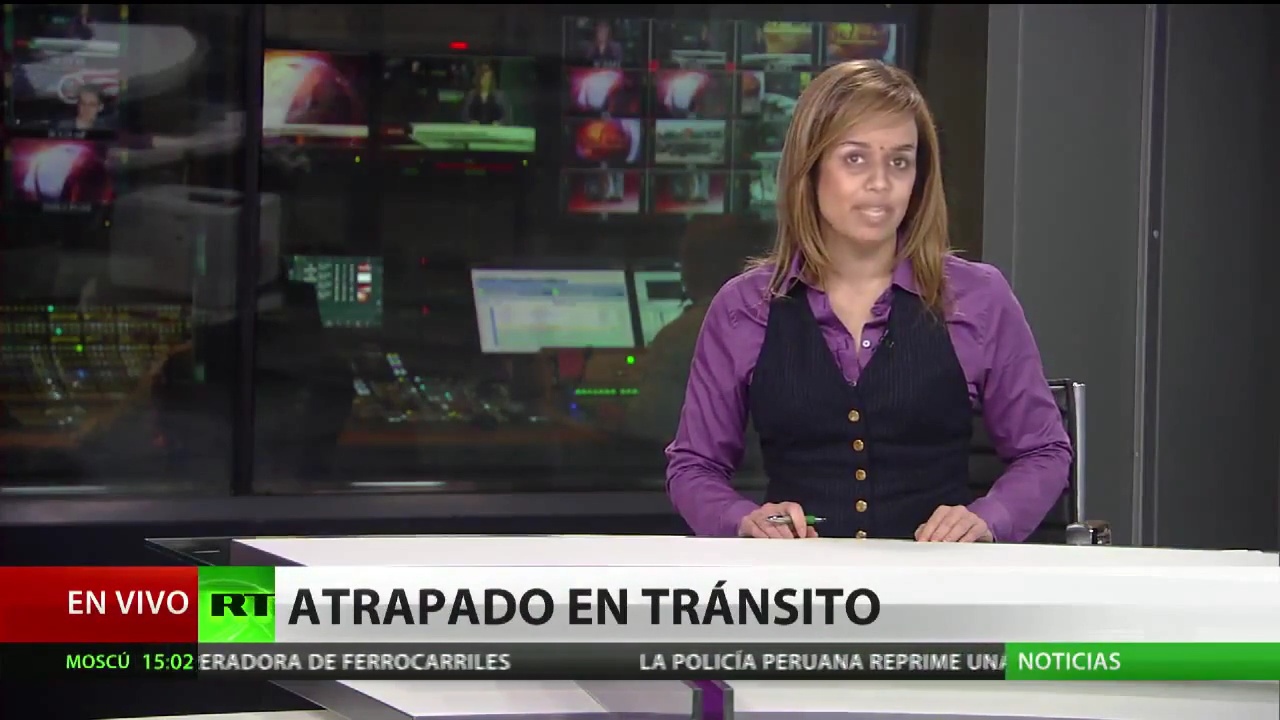 EN VIVO RT ATRAPADO EN TRÁNSITO
MOSCÚ 15:02 ERADORA DE FERROCARRILES LA POLICÍA PERUANA REPRIME UNA NOTICIAS